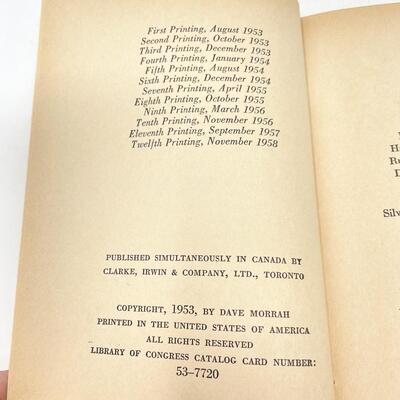 First Printing, August 1953
Second Printing, October 1953
Third Printing, December 1953
Fourth Printing, January 1954
Fifth Printing, August 1954
Sixth Printing, December 1954
Seventh Printing, April 1955
Eighth Printing, October 1955
Ninth Printing, March 1956
Tenth Printing, November 1956
Eleventh Printing, September 1957
Twelfth Printing, November 1958
PUBLISHED SIMULTANEOUSLY IN CANADA BY
CLARKE, IRWIN & COMPANY, LTD., TORONTO
COPYRIGHT, 1953, BY DAVE MORRAH
PRINTED IN THE UNITED STATES OF AMERICA
ALL RIGHTS RESERVED
LIBRARY OF CONGRESS CATALOG CARD NUMBER:
53-7720
Silv